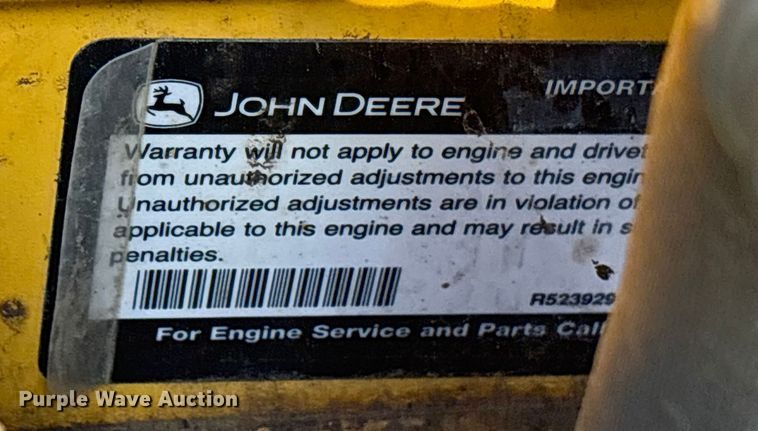 JOHN DEERE
IMPORT
Warranty will not apply to engine and drivet
from unauthorized adjustments to this engin
Unauthorized adjustments are in violation of
applicable to this engine and may result in s
penalties.
R523929
For Engine Service and Parts Call
Purple Wave Auction